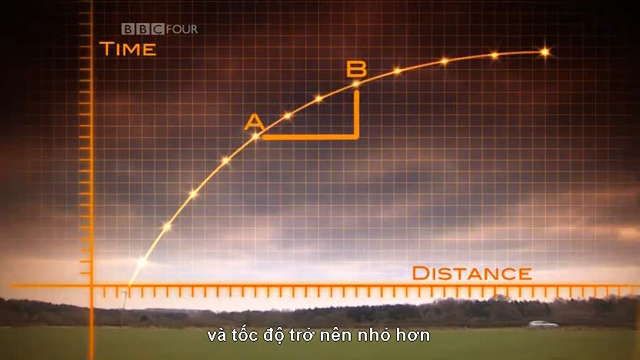 BBC FOUR
TIME
B
A
DISTANCE
và tốc độ trở nên nhỏ hơn